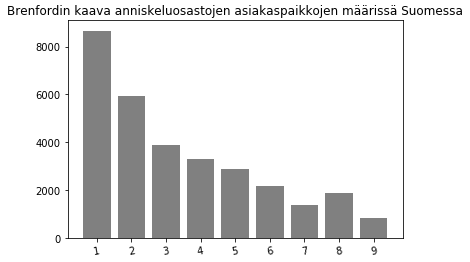 Brenfordin kaava anniskeluosastojen asiakaspaikkojen määrissä Suomessa
8000
6000
4000
2000
0
1 2 3 4 5 6 7 8 9